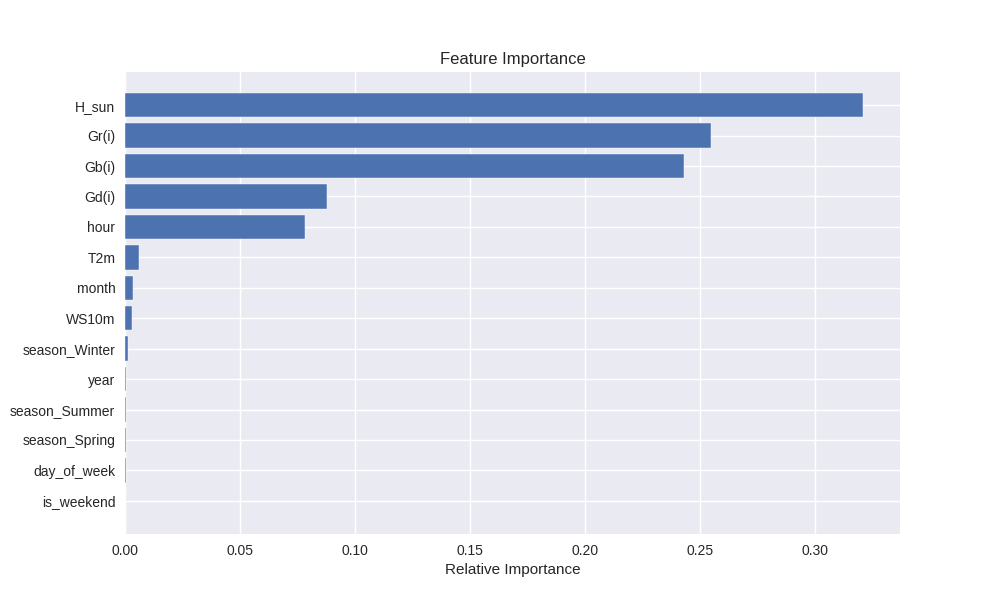 Feature Importance
H_sun
Gr(i)
Gb(i)
Gd(i)
hour
T2m
month
WS10m
season_Winter
year
season_Summer
season_Spring
day_of_week
is_weekend
0.00 0.05 0.10 0.15 0.20 0.25 0.30
Relative Importance